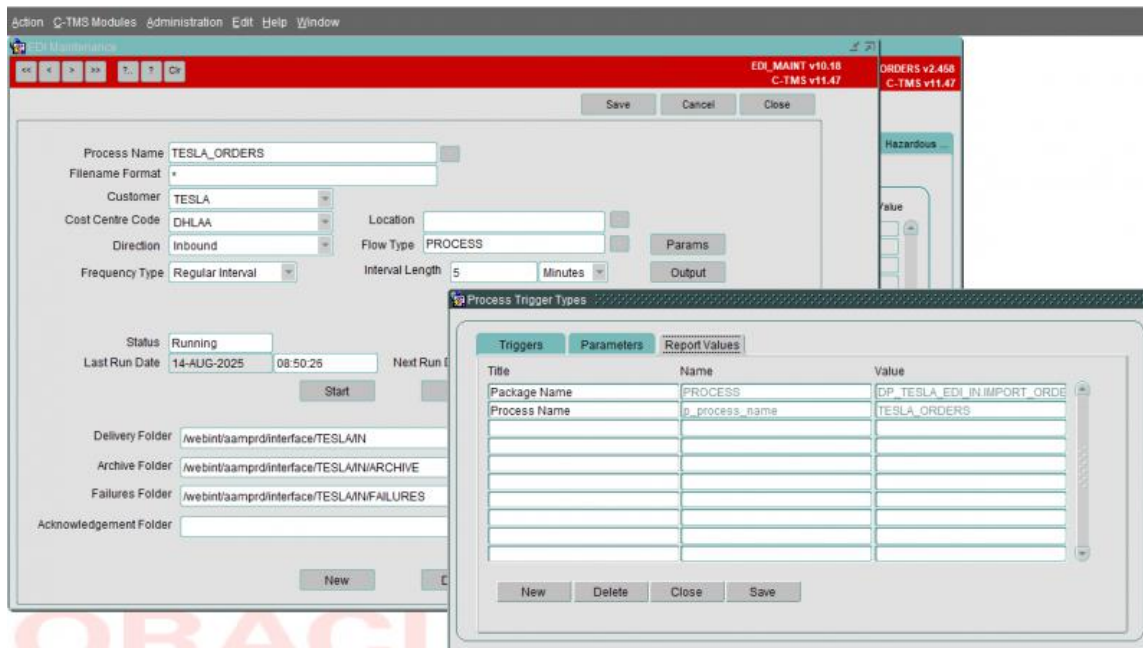 Action C-TMS Modules Administration Edit Help Window
EDI Maintenance
<< < > >> ?.. ? Clr
EDI_MAINT v10.18
C-TMS v11.47
ORDERS v2.458
C-TMS v11.47
Save Cancel Close
Hazardous ...
Process Name TESLA_ORDERS
Filename Format *
Customer TESLA
Value
Cost Centre Code DHLAA Location
Direction Inbound Flow Type PROCESS Params
Frequency Type Regular Interval Interval Length 5 Minutes Output
Process Trigger Types
Status Running
Last Run Date 14-AUG-2025 08:50:26 Next Run D
Start
Triggers Parameters Report Values
Title Name Value
Package Name PROCESS DP_TESLA_EDI_IN.IMPORT_ORDE
Process Name p_process_name TESLA_ORDERS
Delivery Folder /webint/aamprd/interface/TESLA/IN
Archive Folder /webint/aamprd/interface/TESLA/IN/ARCHIVE
Failures Folder /webint/aamprd/interface/TESLA/IN/FAILURES
Acknowledgement Folder
New D
New Delete Close Save
ORACL